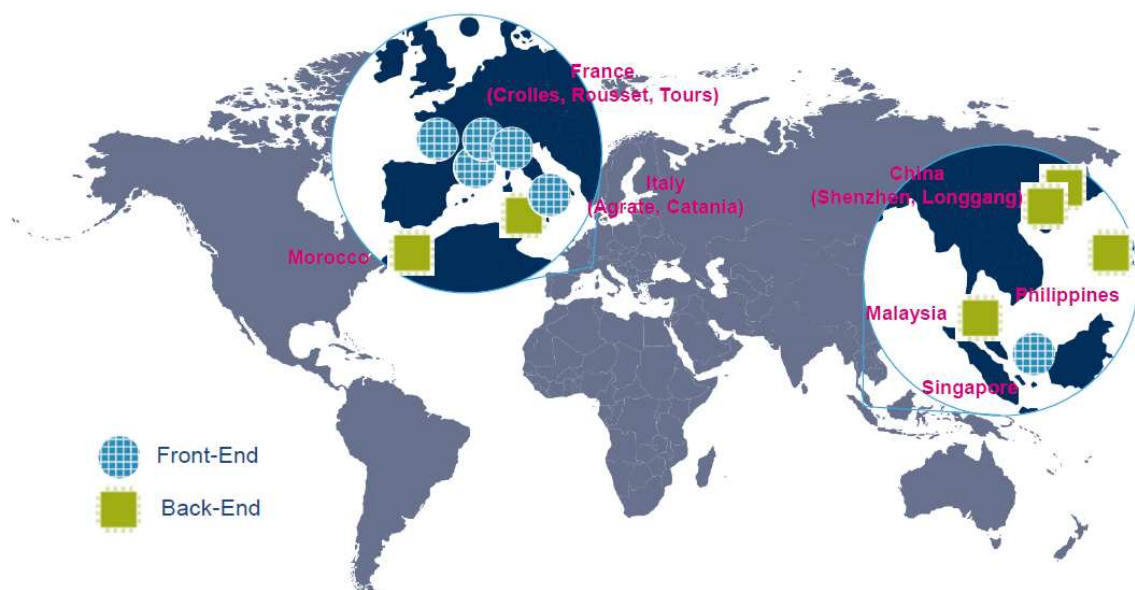 France
(Crolles, Rousset, Tours)
Italy
(Agrate, Catania)
Morocco
China
(Shenzhen, Longgang)
Philippines
Malaysia
Singapore
Front-End
Back-End